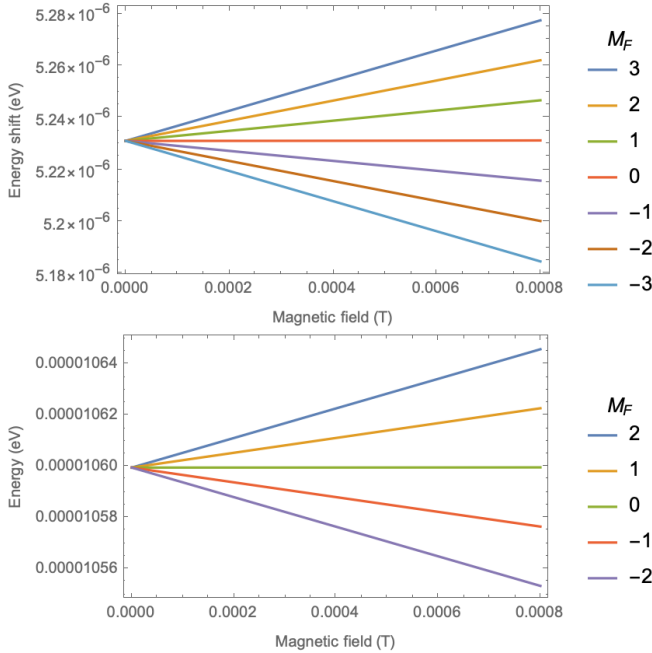 5.28×10⁻⁶
5.26×10⁻⁶
5.24×10⁻⁶
5.22×10⁻⁶
5.2×10⁻⁶
5.18×10⁻⁶
Energy shift (eV)
0.0000 0.0002 0.0004 0.0006 0.0008
Magnetic field (T)
M_F
3
2
1
0
-1
-2
-3
0.00001064
0.00001062
0.00001060
0.00001058
0.00001056
Energy (eV)
0.0000 0.0002 0.0004 0.0006 0.0008
Magnetic field (T)
M_F
2
1
0
-1
-2